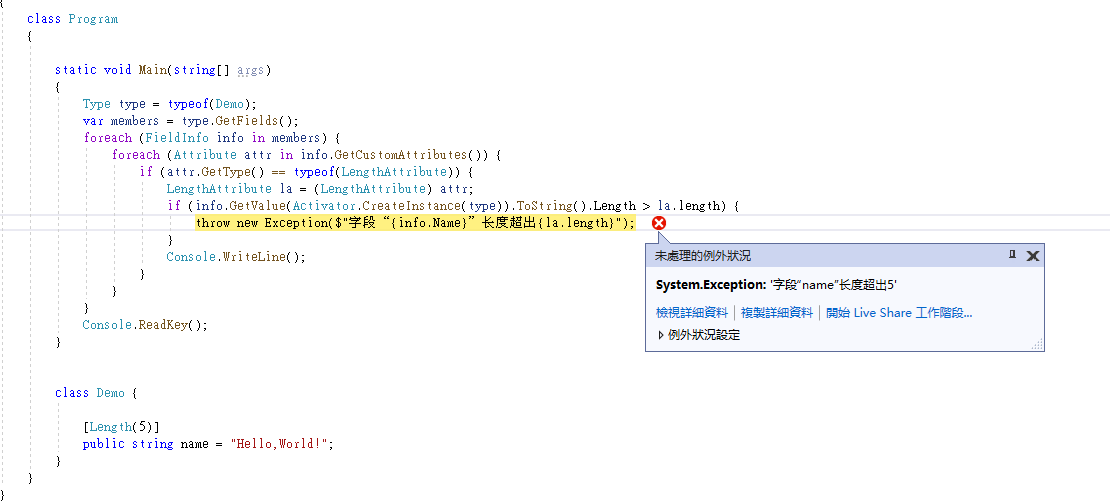 {
class Program
{
static void Main(string[] args)
{
Type type = typeof(Demo);
var members = type.GetFields();
foreach (FieldInfo info in members) {
foreach (Attribute attr in info.GetCustomAttributes()) {
if (attr.GetType() == typeof(LengthAttribute)) {
LengthAttribute la = (LengthAttribute) attr;
if (info.GetValue(Activator.CreateInstance(type)).ToString().Length > la.length) {
throw new Exception($"字段“{info.Name}”长度超出{la.length}");
}
Console.WriteLine();
}
}
}
Console.ReadKey();
}
未處理的例外狀況
System.Exception: '字段“name”长度超出5'
檢視詳細資料 | 複製詳細資料 | 開始 Live Share 工作階段...
例外狀況設定
class Demo {
[Length(5)]
public string name = "Hello,World!";
}
}
}